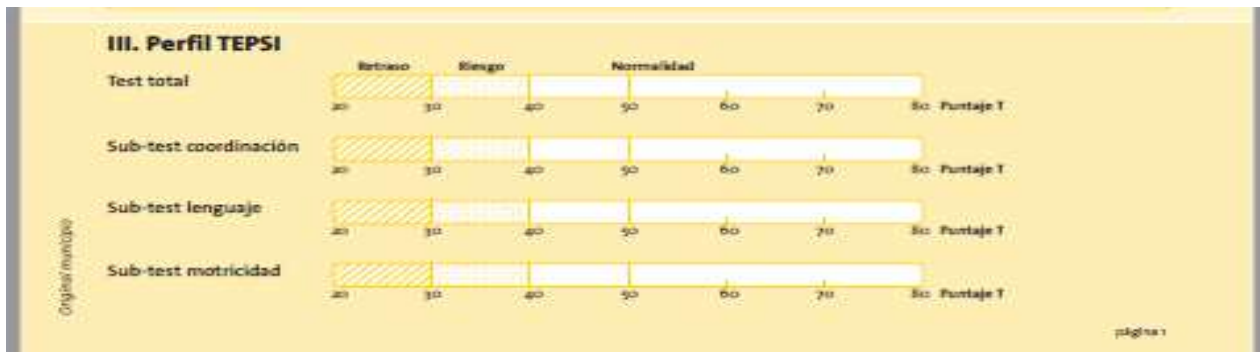 III. Perfil TEPSI
Retraso Riesgo Normalidad
Test total
20 30 40 50 60 70 80 Puntaje T
Sub-test coordinación
20 30 40 50 60 70 80 Puntaje T
Sub-test lenguaje
20 30 40 50 60 70 80 Puntaje T
Sub-test motricidad
20 30 40 50 60 70 80 Puntaje T
Original municipio
página 1